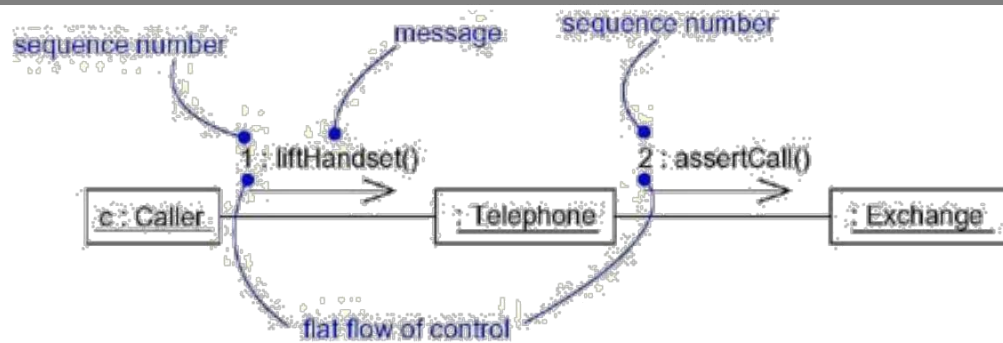 sequence number
message
sequence number
1 : liftHandset()
2 : assertCall()
c : Caller
: Telephone
: Exchange
flat flow of control